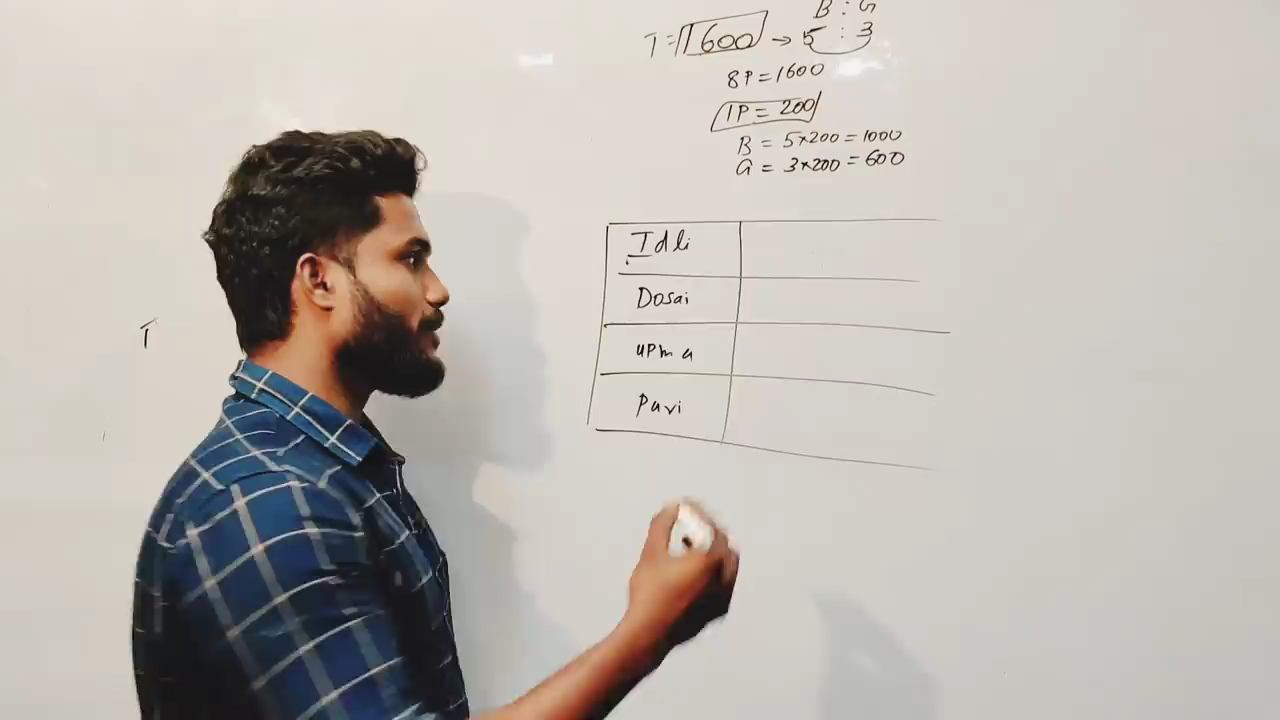 B : G
T = 1600 → 5 : 3
8P = 1600
1P = 200
B = 5×200 = 1000
G = 3×200 = 600
Idli
Dosai
upma
Puri
T